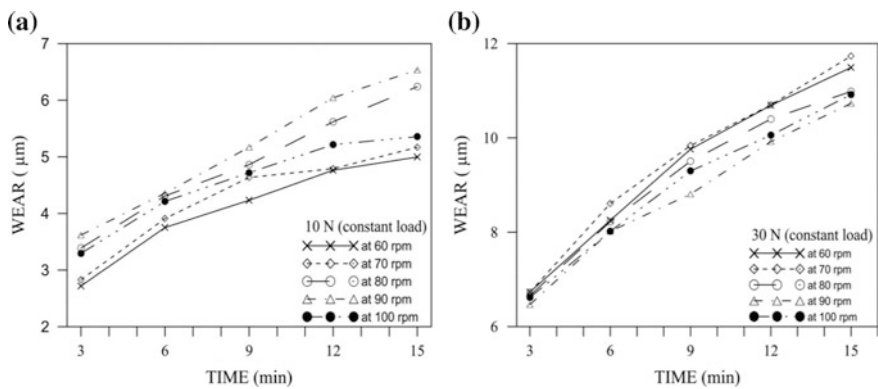 (a)
7
6
5
4
3
2
WEAR ( μm)
3 6 9 12 15
TIME (min)
10 N (constant load)
at 60 rpm
at 70 rpm
at 80 rpm
at 90 rpm
at 100 rpm
(b)
12
10
8
6
WEAR ( μm)
3 6 9 12 15
TIME (min)
30 N (constant load)
at 60 rpm
at 70 rpm
at 80 rpm
at 90 rpm
at 100 rpm